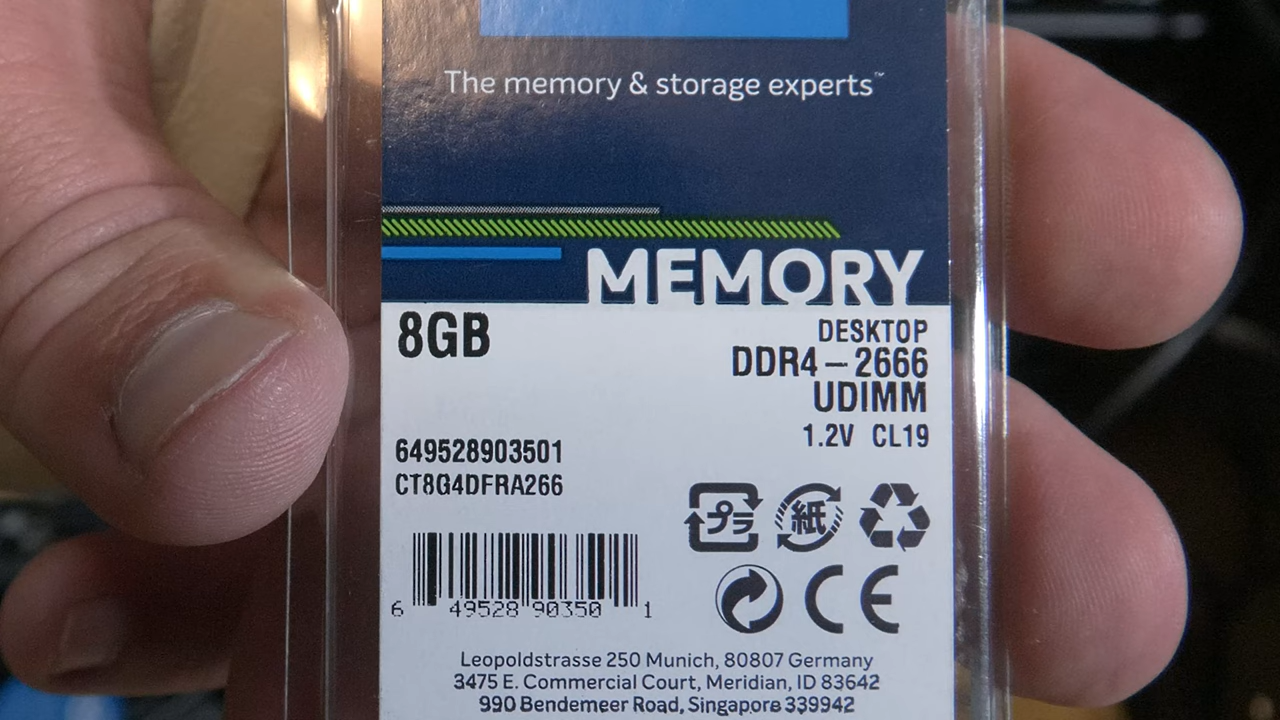 The memory & storage experts™
MEMORY
8GB
DESKTOP
DDR4 – 2666
UDIMM
1.2V CL19
649528903501
CT8G4DFRA266
プラ
紙
CE
6 49528 90350 1
Leopoldstrasse 250 Munich, 80807 Germany
3475 E. Commercial Court, Meridian, ID 83642
990 Bendemeer Road, Singapore 339942